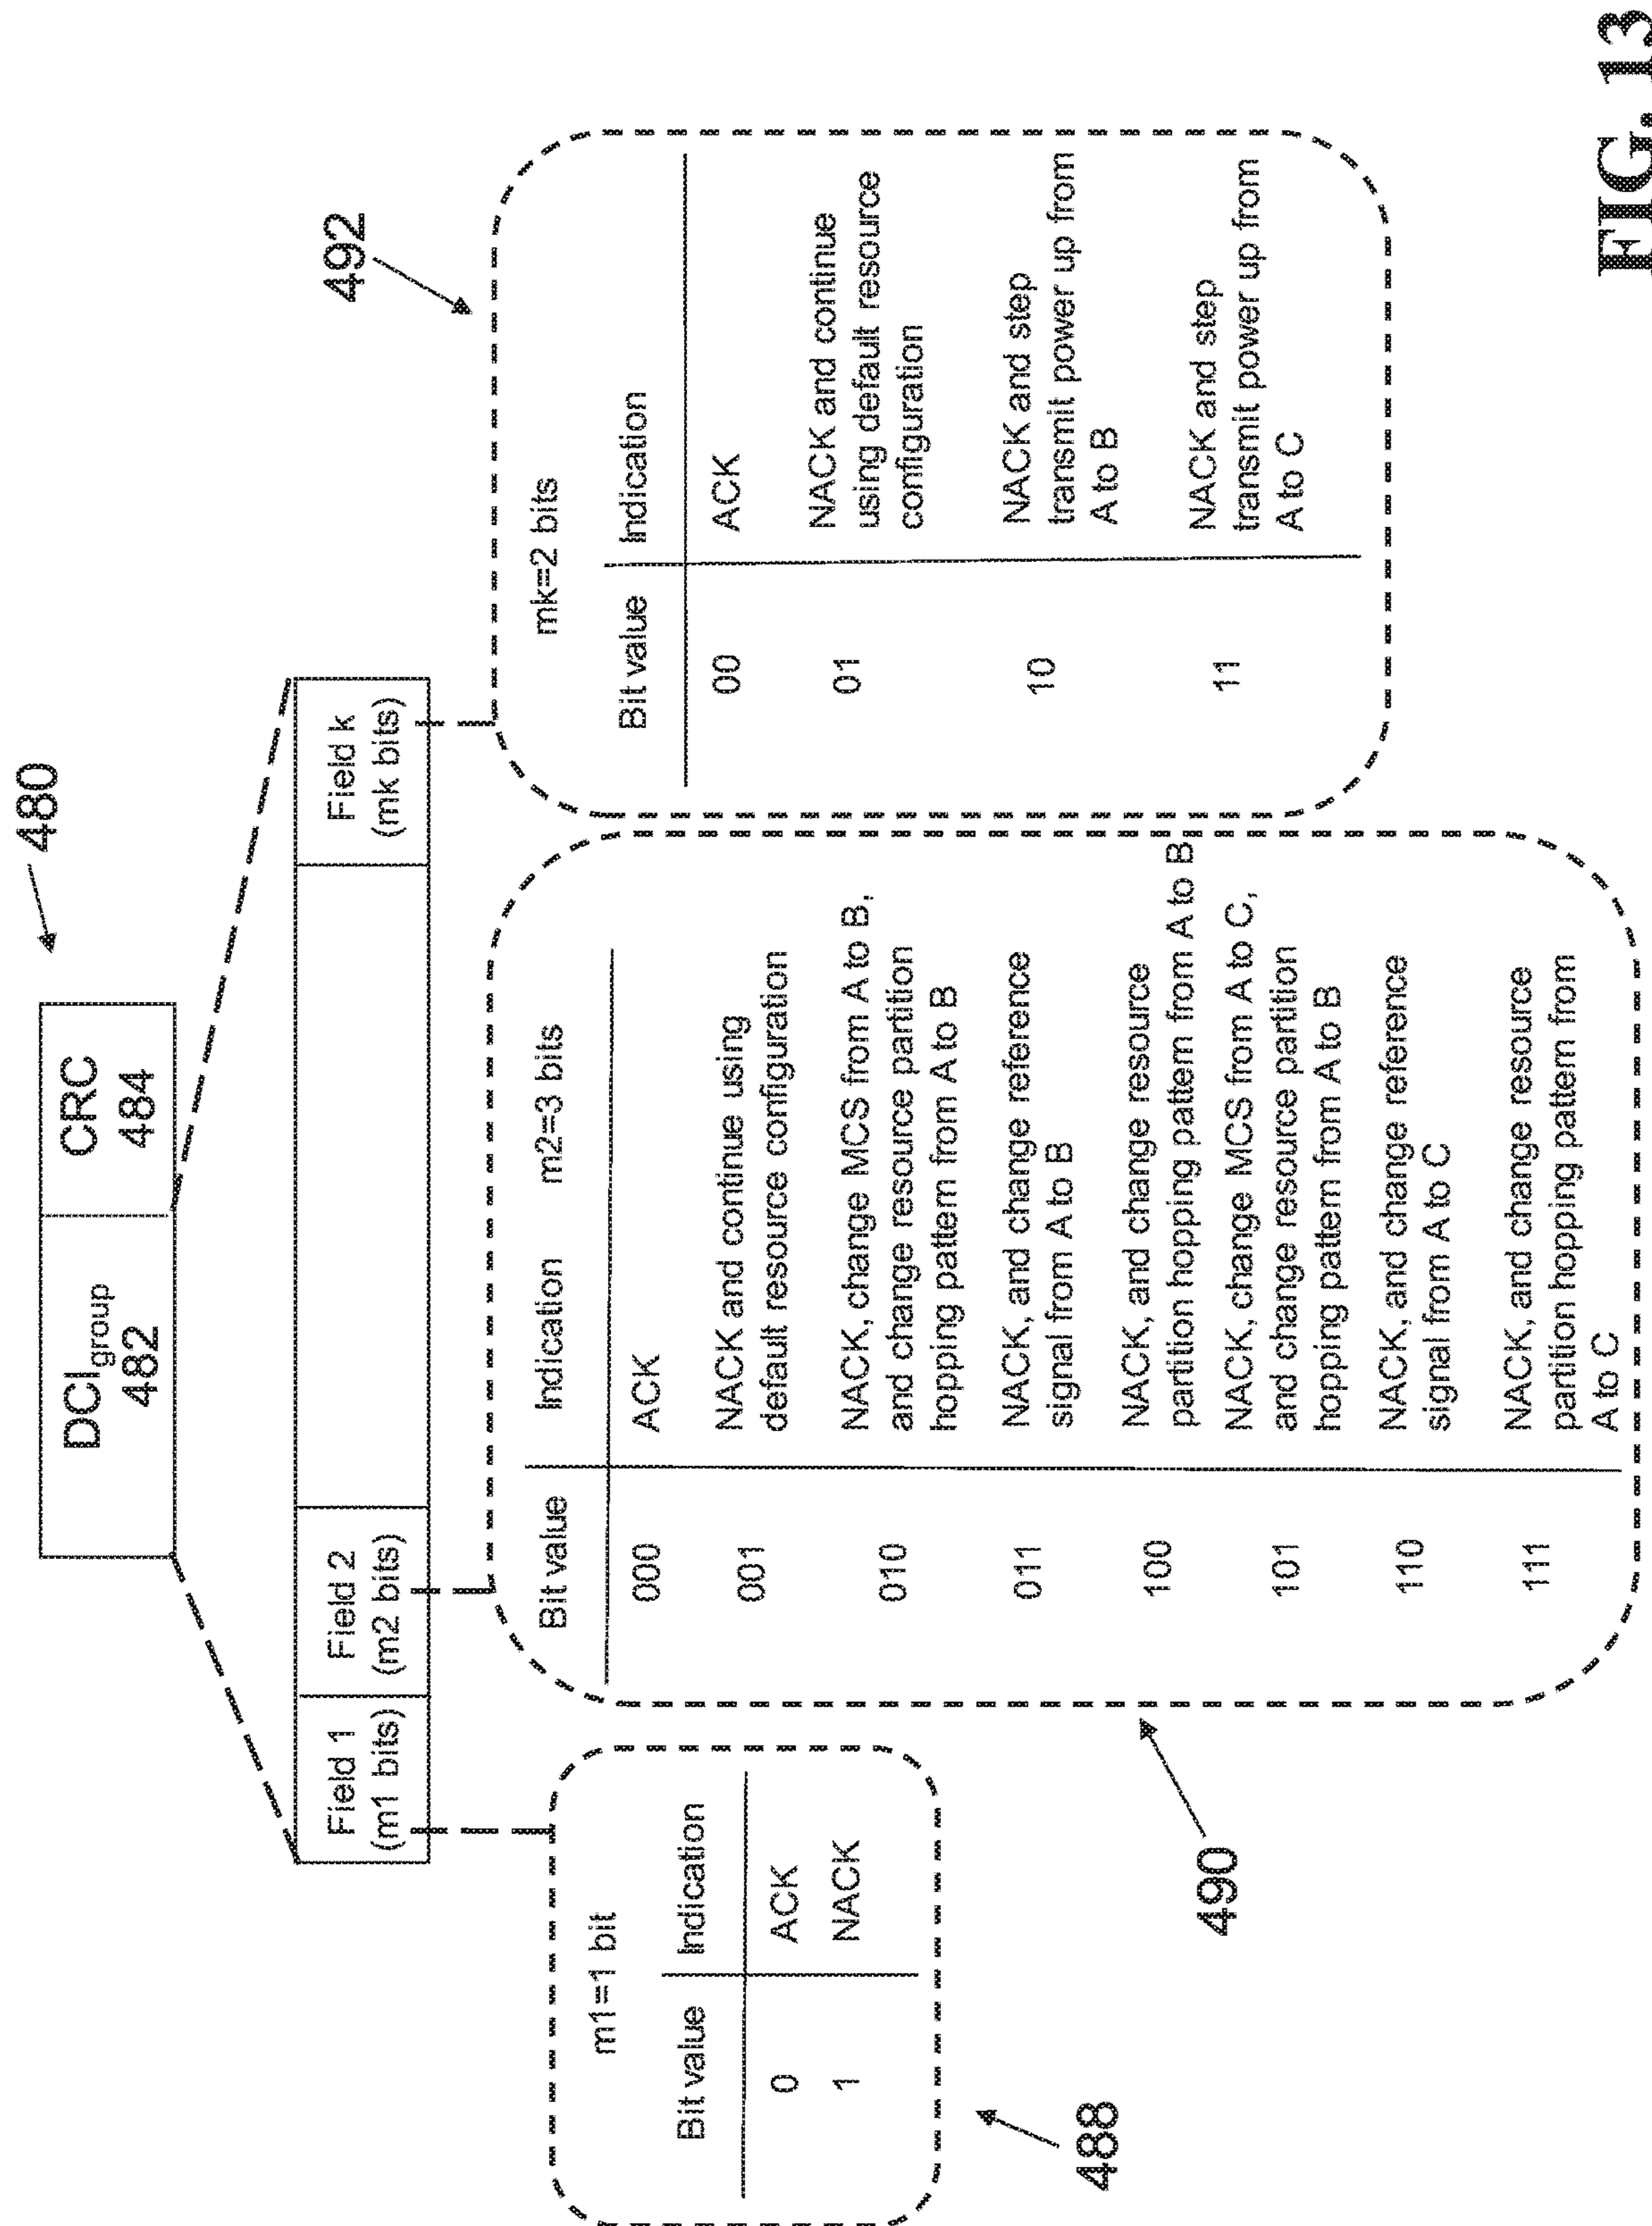 480
DCIgroup
482
CRC
484
Field 1
(m1 bits)
Field 2
(m2 bits)
Field k
(mk bits)
m1=1 bit
Bit value Indication
0 ACK
1 NACK
488
Bit value Indication m2=3 bits
000 ACK
001 NACK and continue using
default resource configuration
010 NACK, change MCS from A to B,
and change resource partition
hopping pattern from A to B
011 NACK, and change reference
signal from A to B
100 NACK, and change resource
partition hopping pattern from A to B
101 NACK, change MCS from A to C,
and change resource partition
hopping pattern from A to B
110 NACK, and change reference
signal from A to C
111 NACK, and change resource
partition hopping pattern from
A to C
490
492
mk=2 bits
Bit value Indication
00 ACK
01 NACK and continue
using default resource
configuration
10 NACK and step
transmit power up from
A to B
11 NACK and step
transmit power up from
A to C
FIG. 13